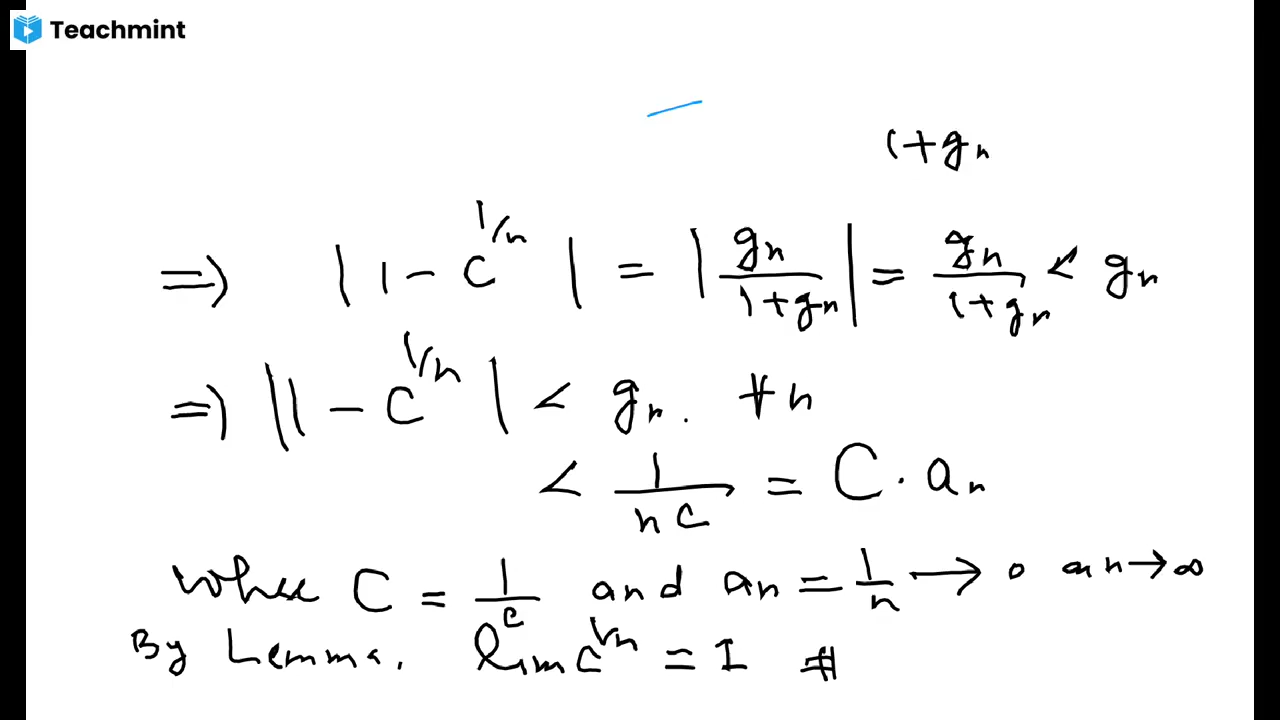 Teachmint
1+gₙ
⇒ |1 - C^{1/n}| = |gₙ/(1+gₙ)| = gₙ/(1+gₙ) < gₙ
⇒ |1 - C^{1/n}| < gₙ. ∀ n
< 1/(nc) = C · aₙ
where C = 1/c and aₙ = 1/n → 0 as n → ∞
By Lemma. lim C^{1/n} = 1 #